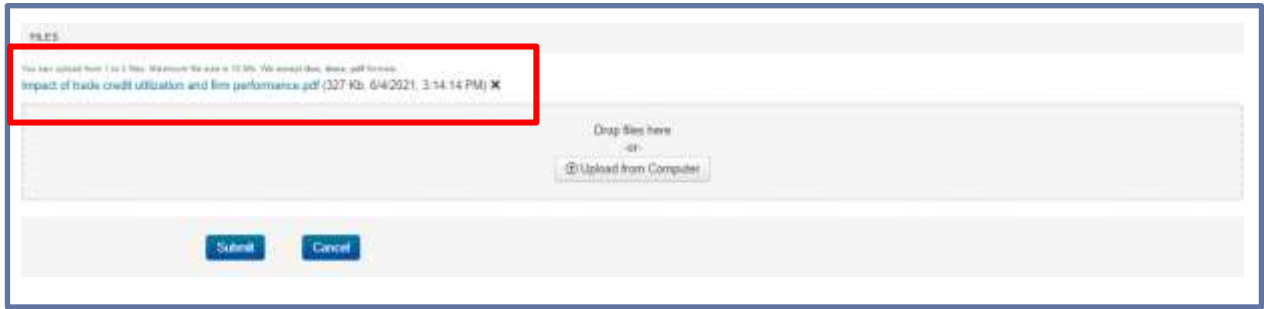 FILES
You can upload from 1 to 3 files. Maximum file size is 10 Mb. We accept doc, docx, pdf formats.
Impact of trade credit utilization and firm performance.pdf (327 Kb, 6/4/2021, 3:14:14 PM) ✖
Drop files here
-or-
Upload from Computer
Submit
Cancel